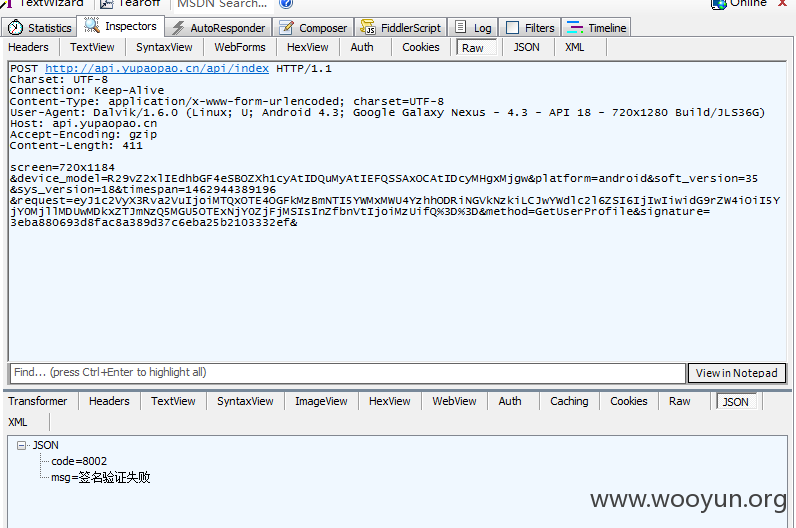 TextWizard Tearoff MSDN Search... Online
Statistics Inspectors AutoResponder Composer FiddlerScript Log Filters Timeline
Headers TextView SyntaxView WebForms HexView Auth Cookies Raw JSON XML
POST http://api.yupaopao.cn/api/index HTTP/1.1
Charset: UTF-8
Connection: Keep-Alive
Content-Type: application/x-www-form-urlencoded; charset=UTF-8
User-Agent: Dalvik/1.6.0 (Linux; U; Android 4.3; Google Galaxy Nexus - 4.3 - API 18 - 720x1280 Build/JLS36G)
Host: api.yupaopao.cn
Accept-Encoding: gzip
Content-Length: 411
screen=720x1184
&device_model=R29vZ2xlIEdhbGF4eSBOZXh1cyAtIDQuMyAtIEFQSSAxOCAtIDcyMHgxMjgw&platform=android&soft_version=35
&sys_version=18&timespan=1462944389196
&request=eyJ1c2VyX3Rva2VuIjoiMTQxOTE4OGFkMzBmNTI5YWMxMWU4YzhhODRiNGVkNzkiLCJwYWdlc2l6ZSI6IjIwIiwidG9rZW4iOiI5Y
jY0MjllMDUwMDkxZTJmNzQ5MGU5OTExNjY0ZjFjMSIsInZfbnVtIjoiMzUifQ%3D%3D&method=GetUserProfile&signature=
3eba880693d8fac8a389d37c6eba25b2103332ef&
Find... (press Ctrl+Enter to highlight all) View in Notepad
Transformer Headers TextView SyntaxView ImageView HexView WebView Auth Caching Cookies Raw JSON
XML
JSON
code=8002
msg=签名验证失败
www.wooyun.org